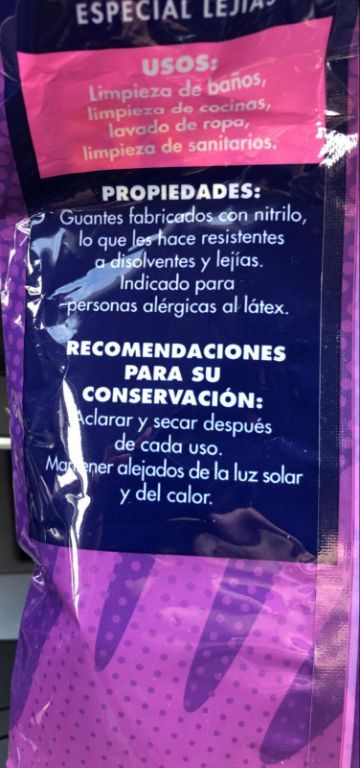 ESPECIAL LEJÍAS
USOS:
Limpieza de baños,
limpieza de cocinas,
lavado de ropa,
limpieza de sanitarios.
PROPIEDADES:
Guantes fabricados con nitrilo,
lo que les hace resistentes
a disolventes y lejías.
Indicado para
personas alérgicas al látex.
RECOMENDACIONES
PARA SU
CONSERVACIÓN:
Aclarar y secar después
de cada uso.
Mantener alejados de la luz solar
y del calor.